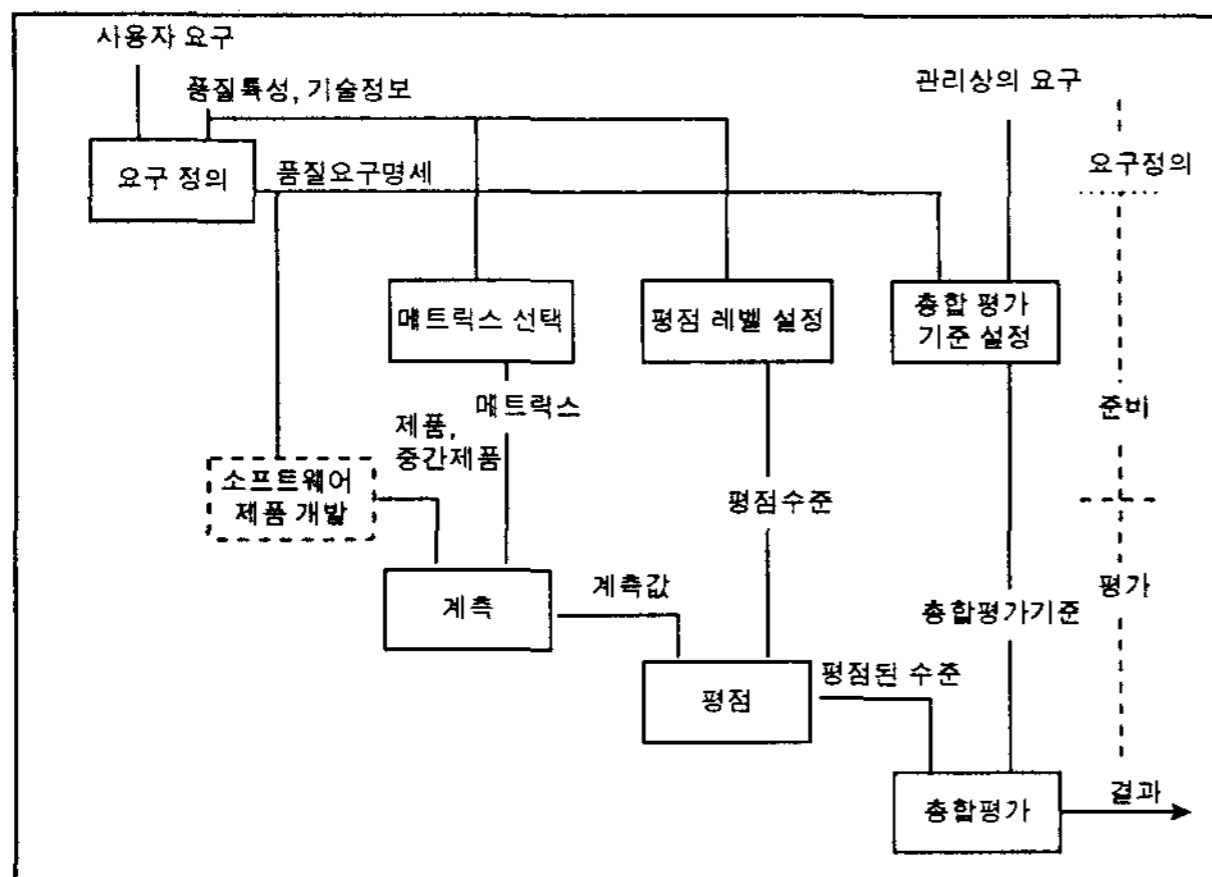 사용자 요구
품질특성, 기술정보
관리상의 요구
요구 정의
품질요구명세
요구정의
메트릭스 선택
평점 레벨 설정
총합 평가
기준 설정
메트릭스
준비
제품,
중간제품
소프트웨어
제품 개발
평점수준
계측
계측값
총합평가기준
평가
평점
평점된 수준
총합평가
결과